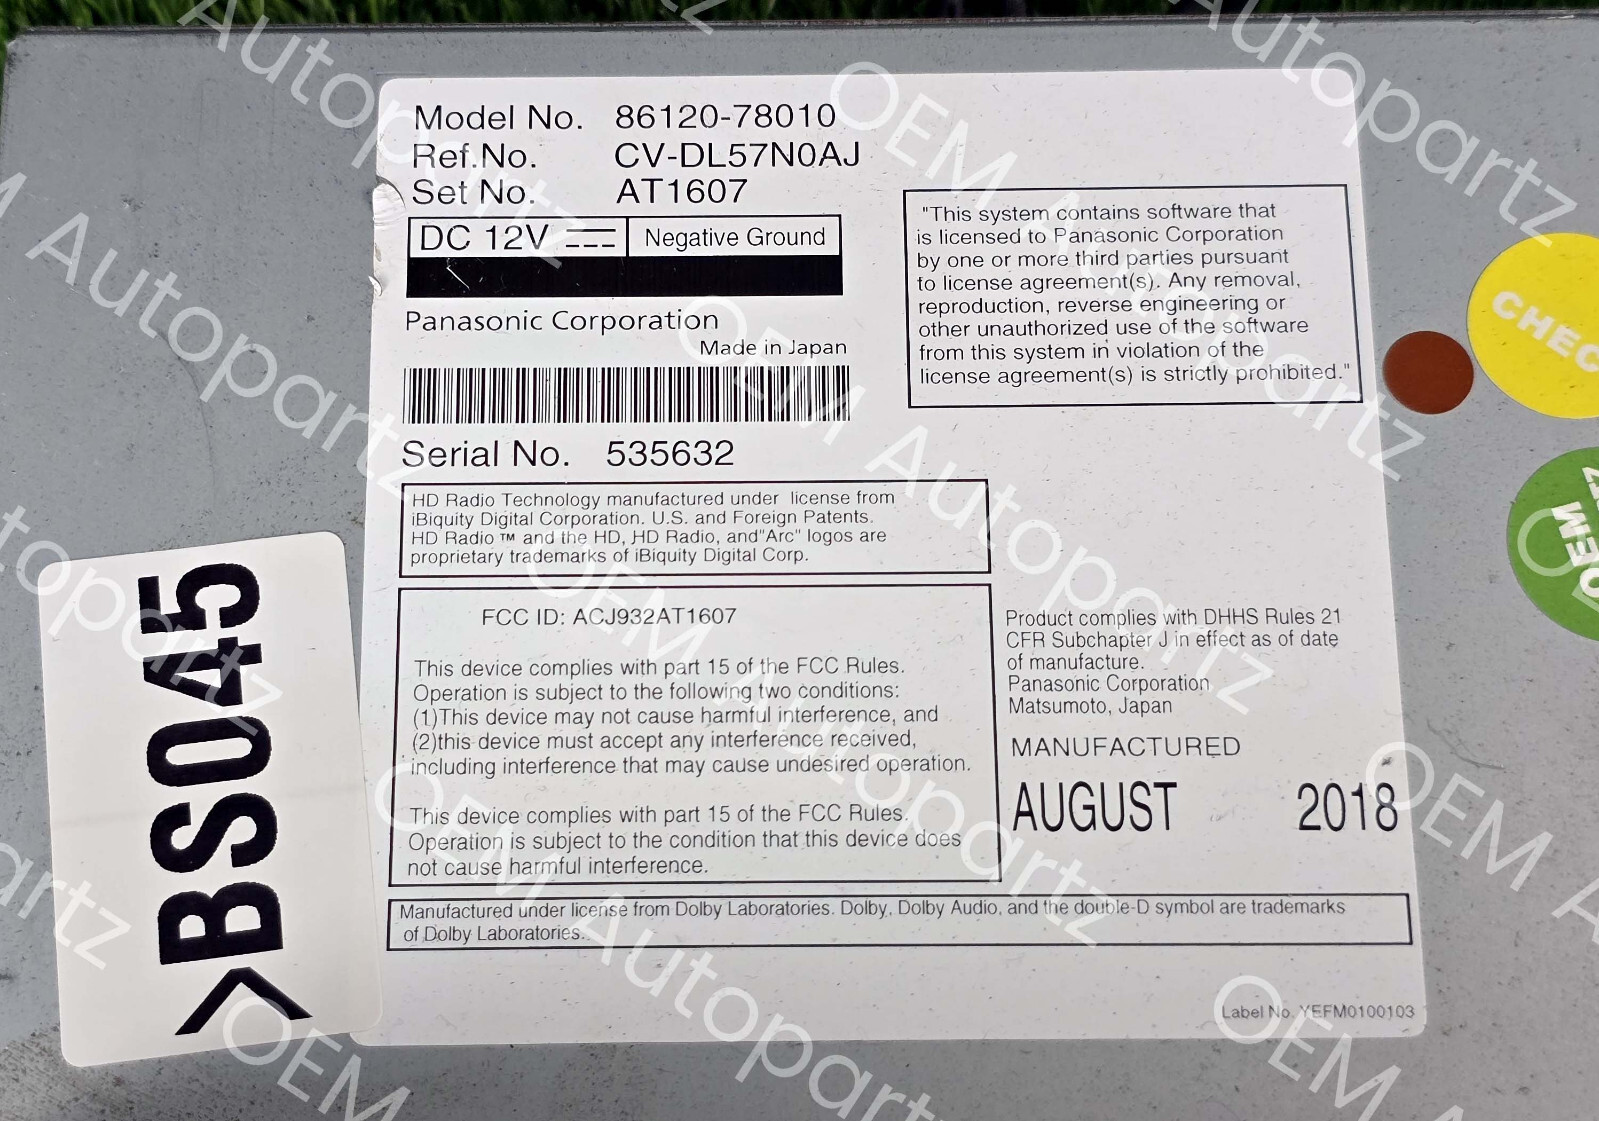 Model No. 86120-78010
Ref.No. CV-DL57N0AJ
Set No. AT1607
DC 12V
Negative Ground
Panasonic Corporation
Made in Japan
Serial No. 535632
"This system contains software that
is licensed to Panasonic Corporation
by one or more third parties pursuant
to license agreement(s). Any removal,
reproduction, reverse engineering or
other unauthorized use of the software
from this system in violation of the
license agreement(s) is strictly prohibited."
HD Radio Technology manufactured under license from
iBiquity Digital Corporation. U.S. and Foreign Patents.
HD Radio ™ and the HD, HD Radio, and"Arc" logos are
proprietary trademarks of iBiquity Digital Corp.
FCC ID: ACJ932AT1607
This device complies with part 15 of the FCC Rules.
Operation is subject to the following two conditions:
(1)This device may not cause harmful interference, and
(2)this device must accept any interference received,
including interference that may cause undesired operation.
This device complies with part 15 of the FCC Rules.
Operation is subject to the condition that this device does
not cause harmful interference.
Product complies with DHHS Rules 21
CFR Subchapter J in effect as of date
of manufacture.
Panasonic Corporation
Matsumoto, Japan
MANUFACTURED
AUGUST 2018
Manufactured under license from Dolby Laboratories. Dolby, Dolby Audio, and the double-D symbol are trademarks
of Dolby Laboratories.
Label No. YEFM0100103
>BS045
CHEC
OEM
OEM Autopartz